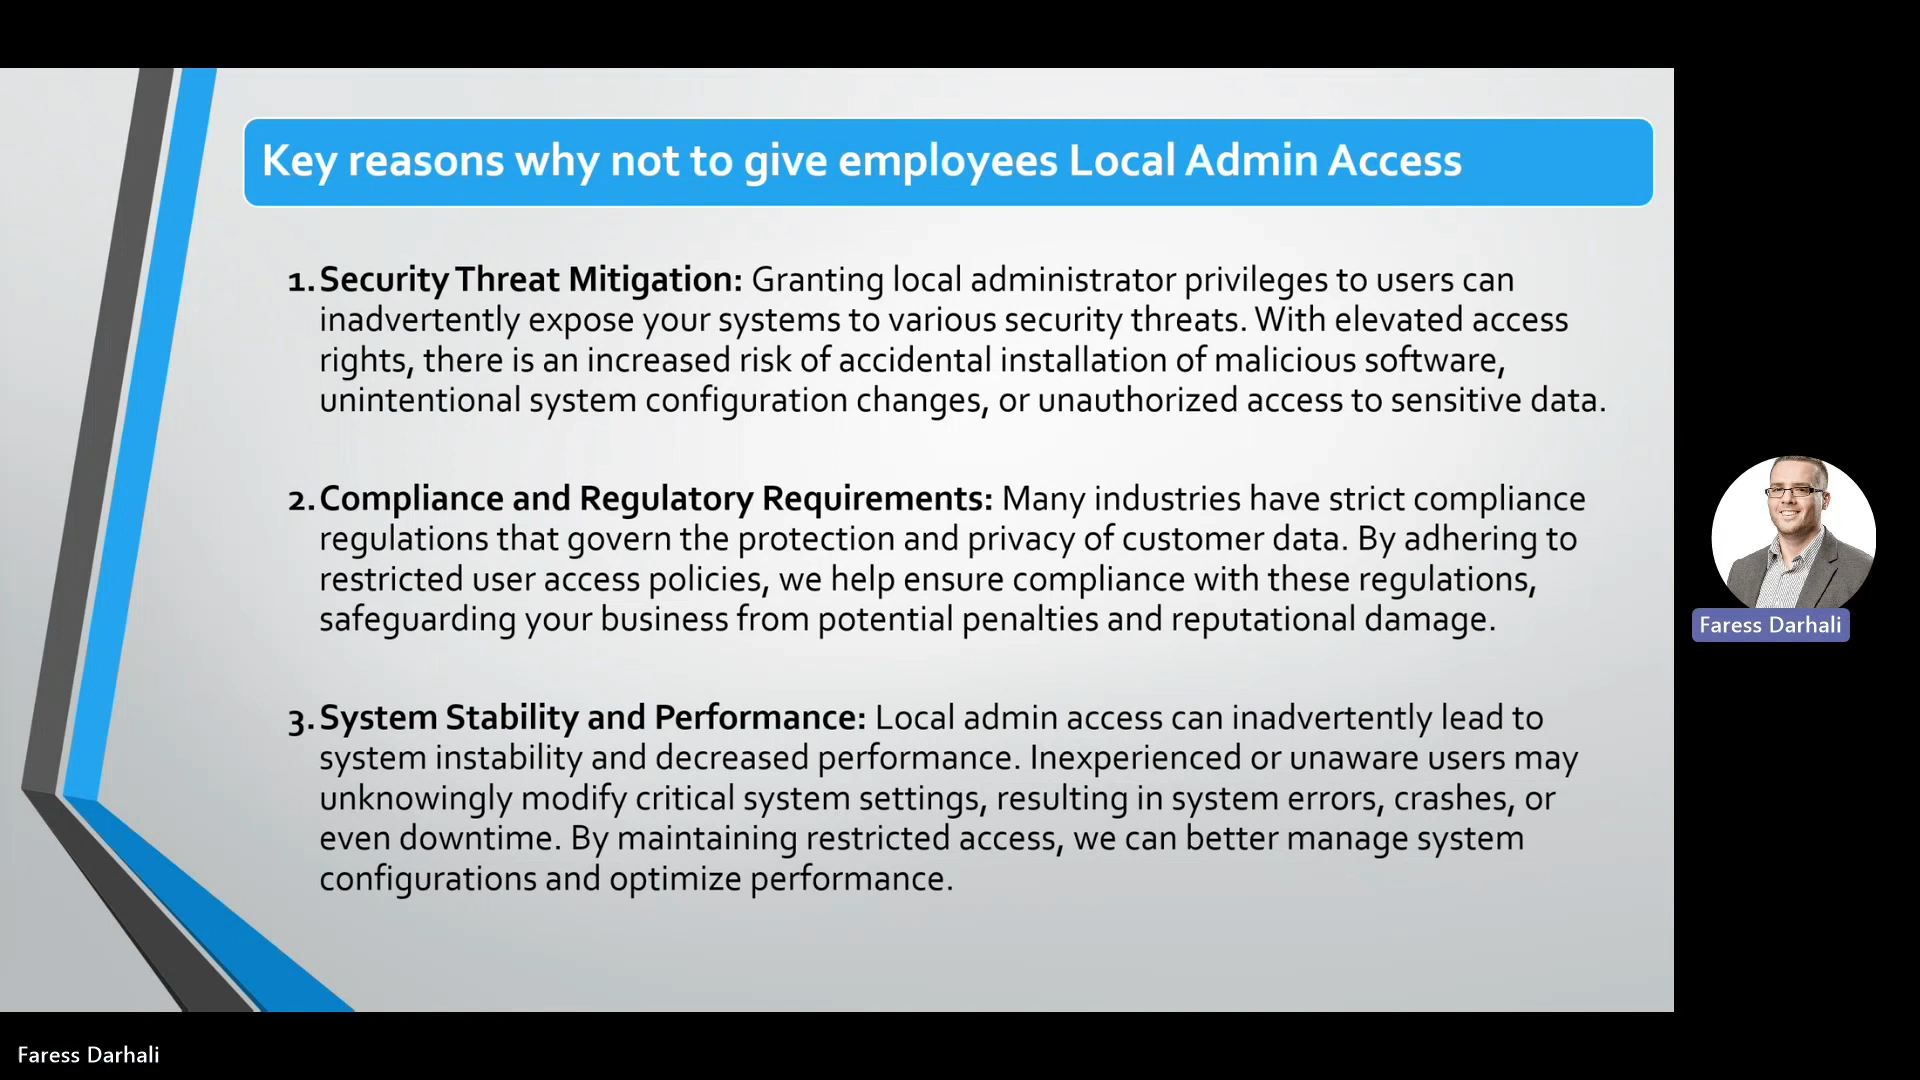 Key reasons why not to give employees Local Admin Access
1. Security Threat Mitigation: Granting local administrator privileges to users can
inadvertently expose your systems to various security threats. With elevated access
rights, there is an increased risk of accidental installation of malicious software,
unintentional system configuration changes, or unauthorized access to sensitive data.
2. Compliance and Regulatory Requirements: Many industries have strict compliance
regulations that govern the protection and privacy of customer data. By adhering to
restricted user access policies, we help ensure compliance with these regulations,
safeguarding your business from potential penalties and reputational damage.
3. System Stability and Performance: Local admin access can inadvertently lead to
system instability and decreased performance. Inexperienced or unaware users may
unknowingly modify critical system settings, resulting in system errors, crashes, or
even downtime. By maintaining restricted access, we can better manage system
configurations and optimize performance.
Faress Darhali
Faress Darhali